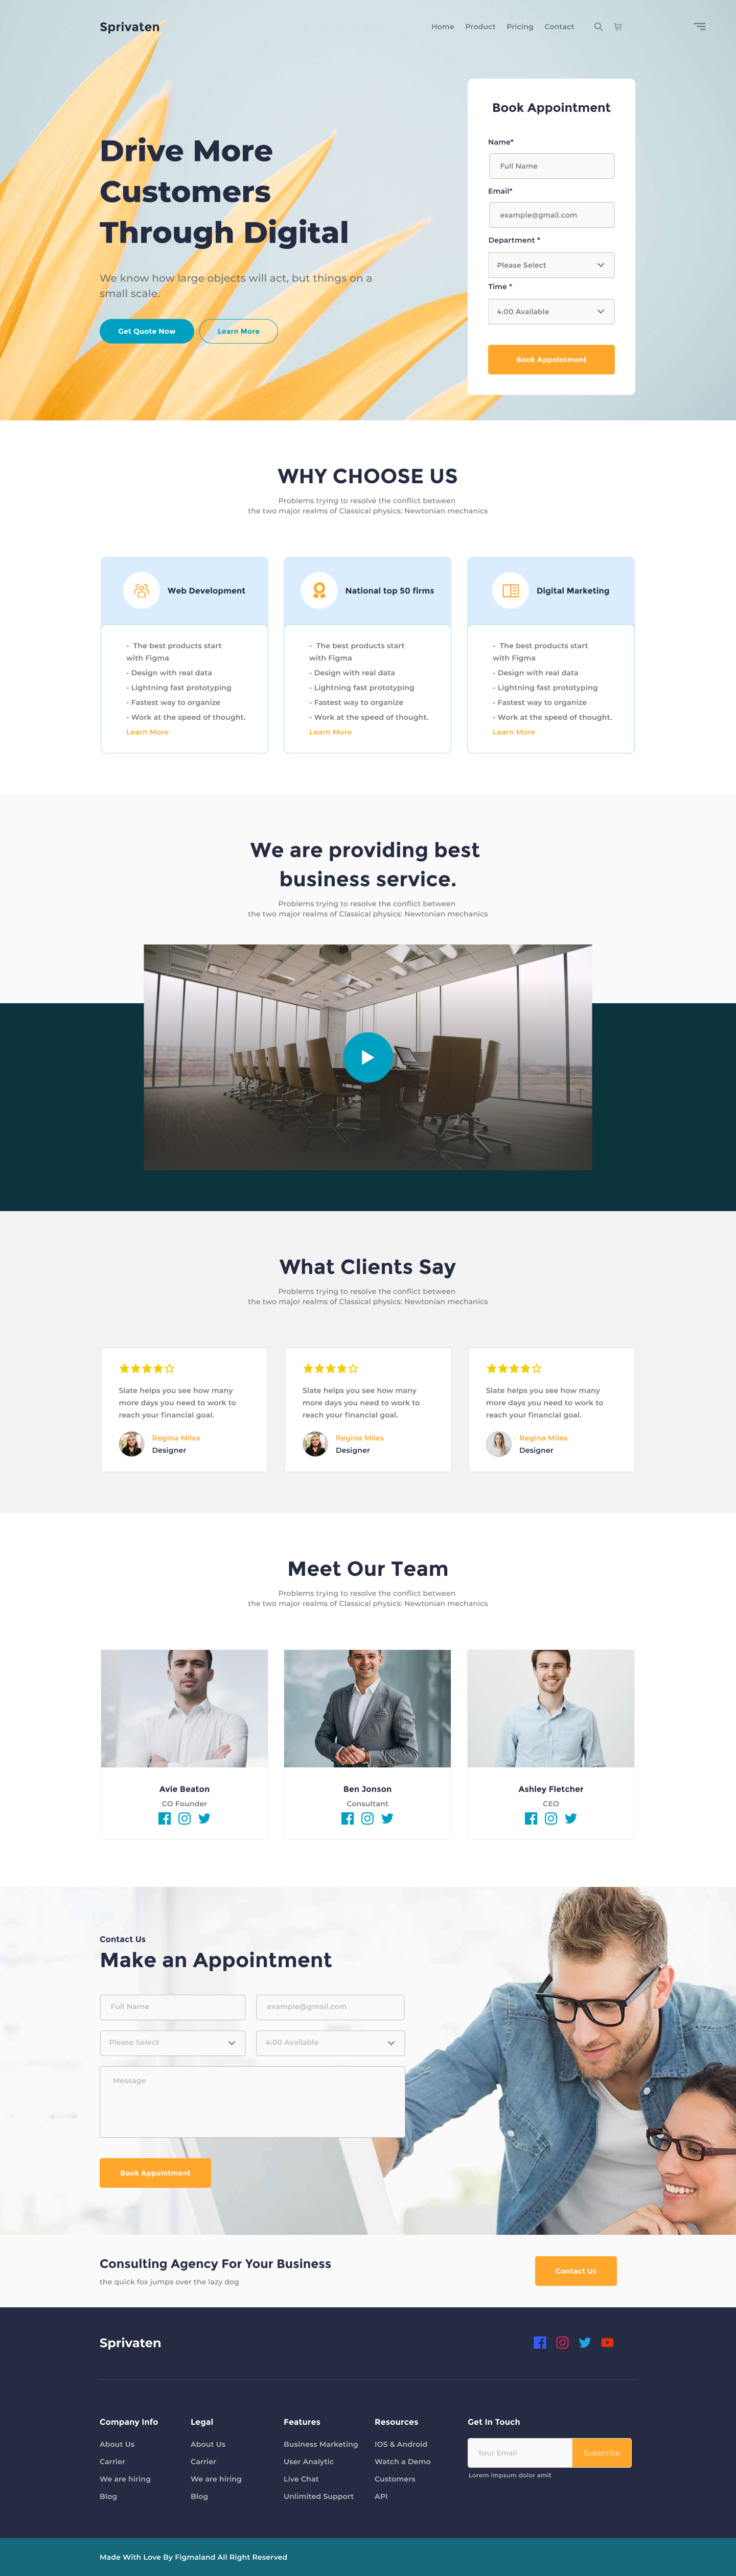 Sprivaten
Home Product Pricing Contact
Drive More
Customers
Through Digital
We know how large objects will act, but things on a
small scale.
Get Quote Now
Learn More
Book Appointment
Name*
Full Name
Email*
example@gmail.com
Department *
Please Select
Time *
4:00 Available
Book Appointment
WHY CHOOSE US
Problems trying to resolve the conflict between
the two major realms of Classical physics: Newtonian mechanics
Web Development
- The best products start
with Figma
- Design with real data
- Lightning fast prototyping
- Fastest way to organize
- Work at the speed of thought.
Learn More
National top 50 firms
- The best products start
with Figma
- Design with real data
- Lightning fast prototyping
- Fastest way to organize
- Work at the speed of thought.
Learn More
Digital Marketing
- The best products start
with Figma
- Design with real data
- Lightning fast prototyping
- Fastest way to organize
- Work at the speed of thought.
Learn More
We are providing best
business service.
Problems trying to resolve the conflict between
the two major realms of Classical physics: Newtonian mechanics
What Clients Say
Problems trying to resolve the conflict between
the two major realms of Classical physics: Newtonian mechanics
Slate helps you see how many
more days you need to work to
reach your financial goal.
Regina Miles
Designer
Slate helps you see how many
more days you need to work to
reach your financial goal.
Regina Miles
Designer
Slate helps you see how many
more days you need to work to
reach your financial goal.
Regina Miles
Designer
Meet Our Team
Problems trying to resolve the conflict between
the two major realms of Classical physics: Newtonian mechanics
Avie Beaton
CO Founder
Ben Jonson
Consultant
Ashley Fletcher
CEO
Contact Us
Make an Appointment
Full Name
example@gmail.com
Please Select
4:00 Available
Message
Book Appointment
Consulting Agency For Your Business
the quick fox jumps over the lazy dog
Contact Us
Sprivaten
Company Info
About Us
Carrier
We are hiring
Blog
Legal
About Us
Carrier
We are hiring
Blog
Features
Business Marketing
User Analytic
Live Chat
Unlimited Support
Resources
IOS & Android
Watch a Demo
Customers
API
Get In Touch
Your Email
Subscribe
Lorem impsum dolor amit
Made With Love By Figmaland All Right Reserved